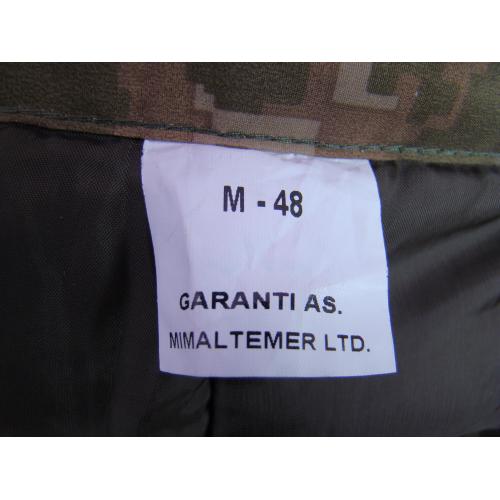 M - 48
GARANTI AS.
MIMALTEMER LTD.